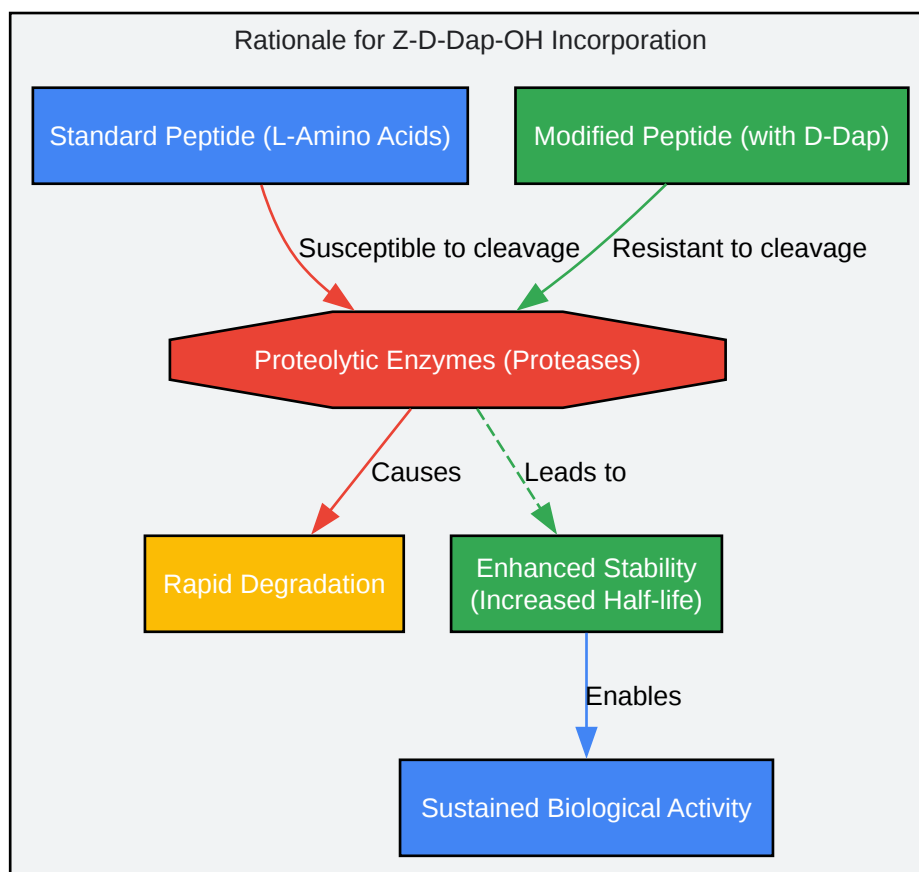 Rationale for Z-D-Dap-OH Incorporation
Standard Peptide (L-Amino Acids)
Modified Peptide (with D-Dap)
Susceptible to cleavage
Resistant to cleavage
Proteolytic Enzymes (Proteases)
Causes
Leads to
Rapid Degradation
Enhanced Stability
(Increased Half-life)
Enables
Sustained Biological Activity